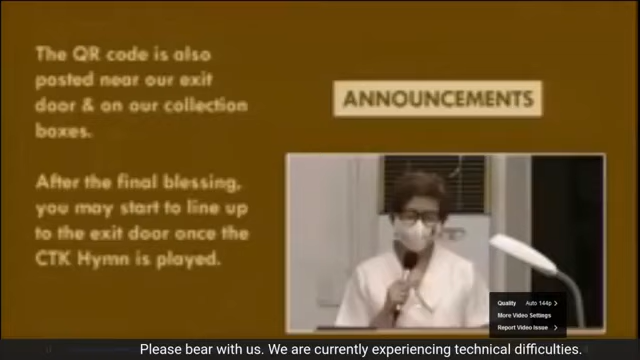 The QR code is also
posted near our exit
door & on our collection
boxes.
After the final blessing,
you may start to line up
to the exit door once the
CTK Hymn is played.
ANNOUNCEMENTS
Quality Auto 144p
More Video Settings
Report Video Issue
Please bear with us. We are currently experiencing technical difficulties.